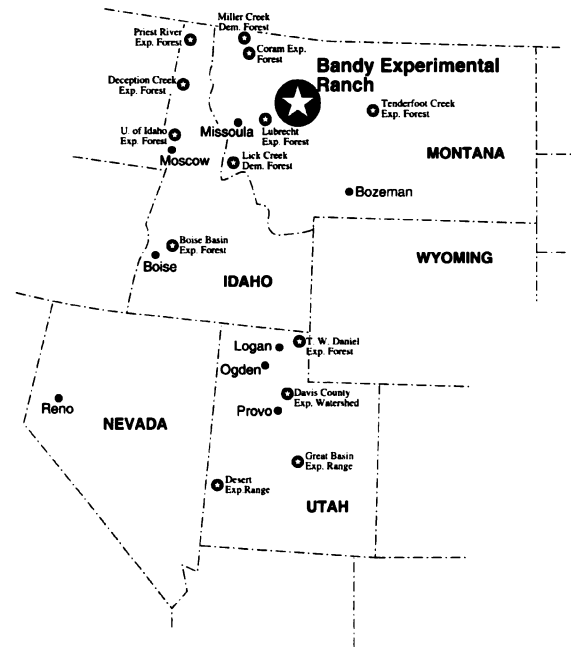 Miller Creek
Dem. Forest
Priest River
Exp. Forest
Coram Exp.
Forest
Bandy Experimental
Ranch
Deception Creek
Exp. Forest
Tenderfoot Creek
Exp. Forest
U. of Idaho
Exp. Forest
Missoula
Lubrecht
Exp. Forest
Moscow
Lick Creek
Dem. Forest
MONTANA
Bozeman
Boise Basin
Exp. Forest
Boise
IDAHO
WYOMING
Logan
T. W. Daniel
Exp. Forest
Ogden
Davis County
Exp. Watershed
Provo
Reno
NEVADA
Great Basin
Exp. Range
Desert
Exp Range
UTAH